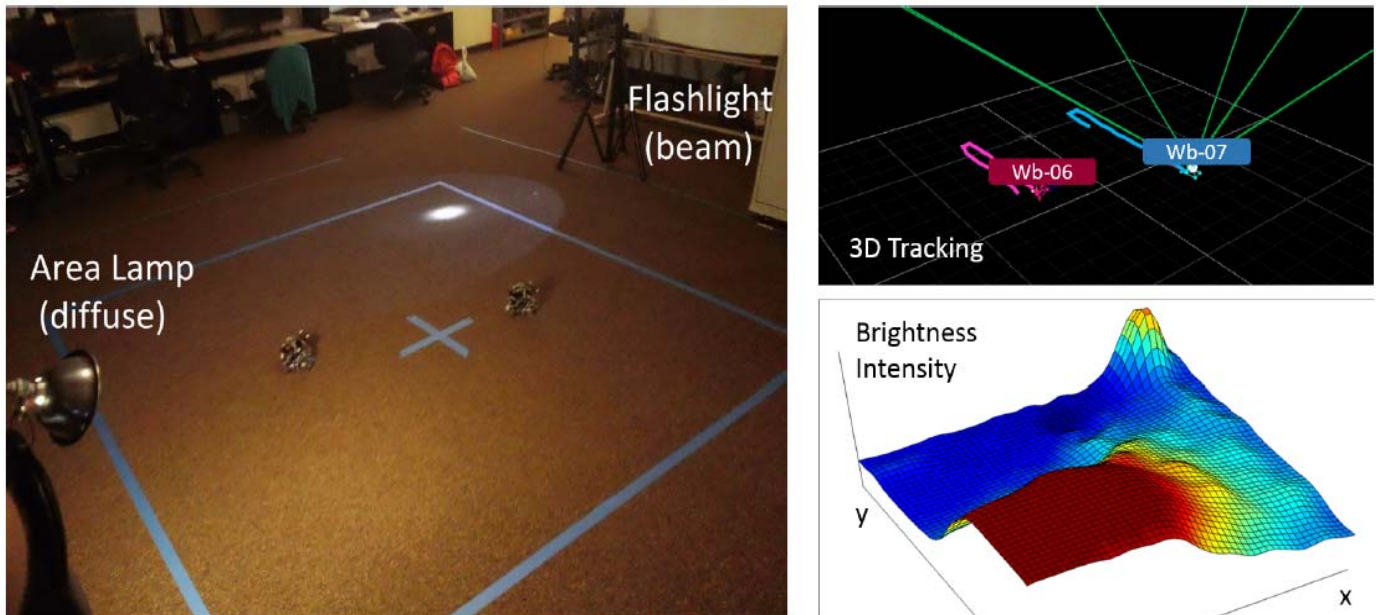 Flashlight
(beam)
Area Lamp
(diffuse)
Wb-06
Wb-07
3D Tracking
Brightness
Intensity
y
x